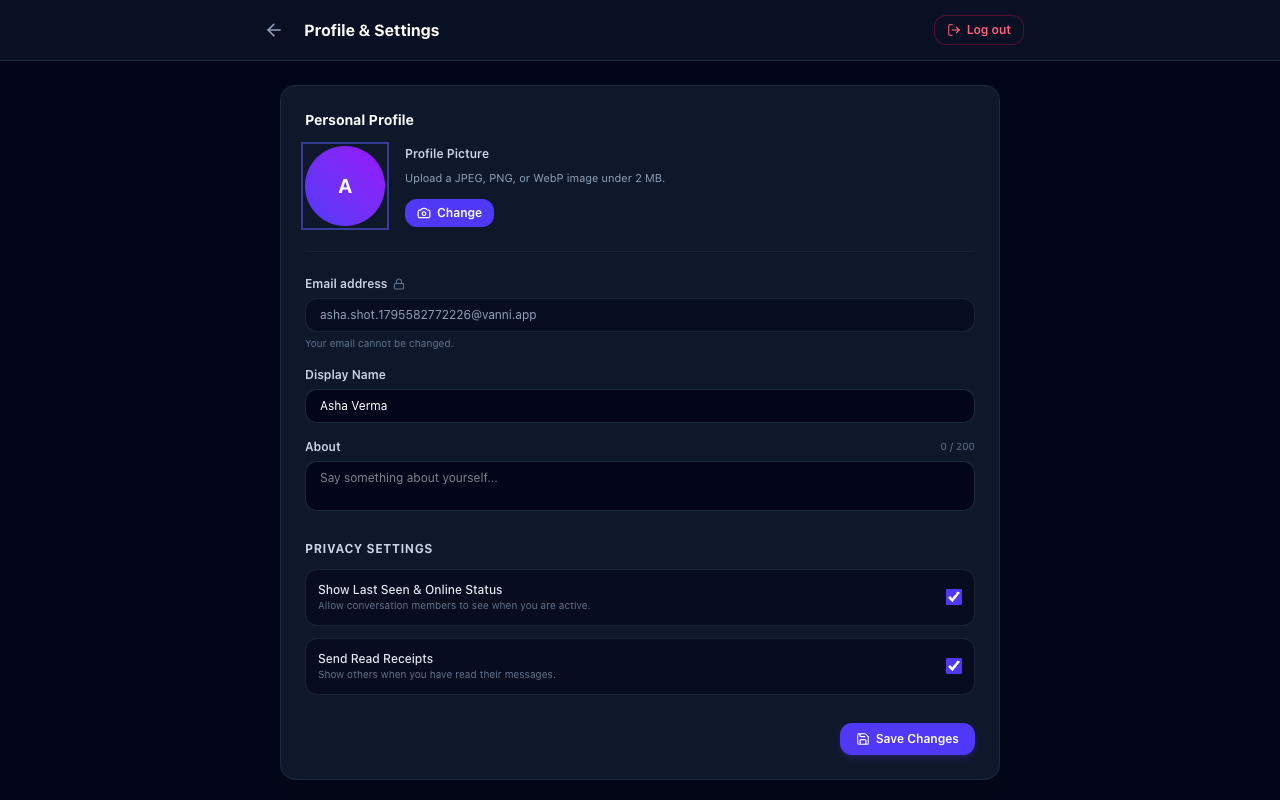 Profile & Settings
Log out
Personal Profile
A
Profile Picture
Upload a JPEG, PNG, or WebP image under 2 MB.
Change
Email address
asha.shot.1795582772226@vanni.app
Your email cannot be changed.
Display Name
Asha Verma
About
0 / 200
Say something about yourself...
PRIVACY SETTINGS
Show Last Seen & Online Status
Allow conversation members to see when you are active.
Send Read Receipts
Show others when you have read their messages.
Save Changes